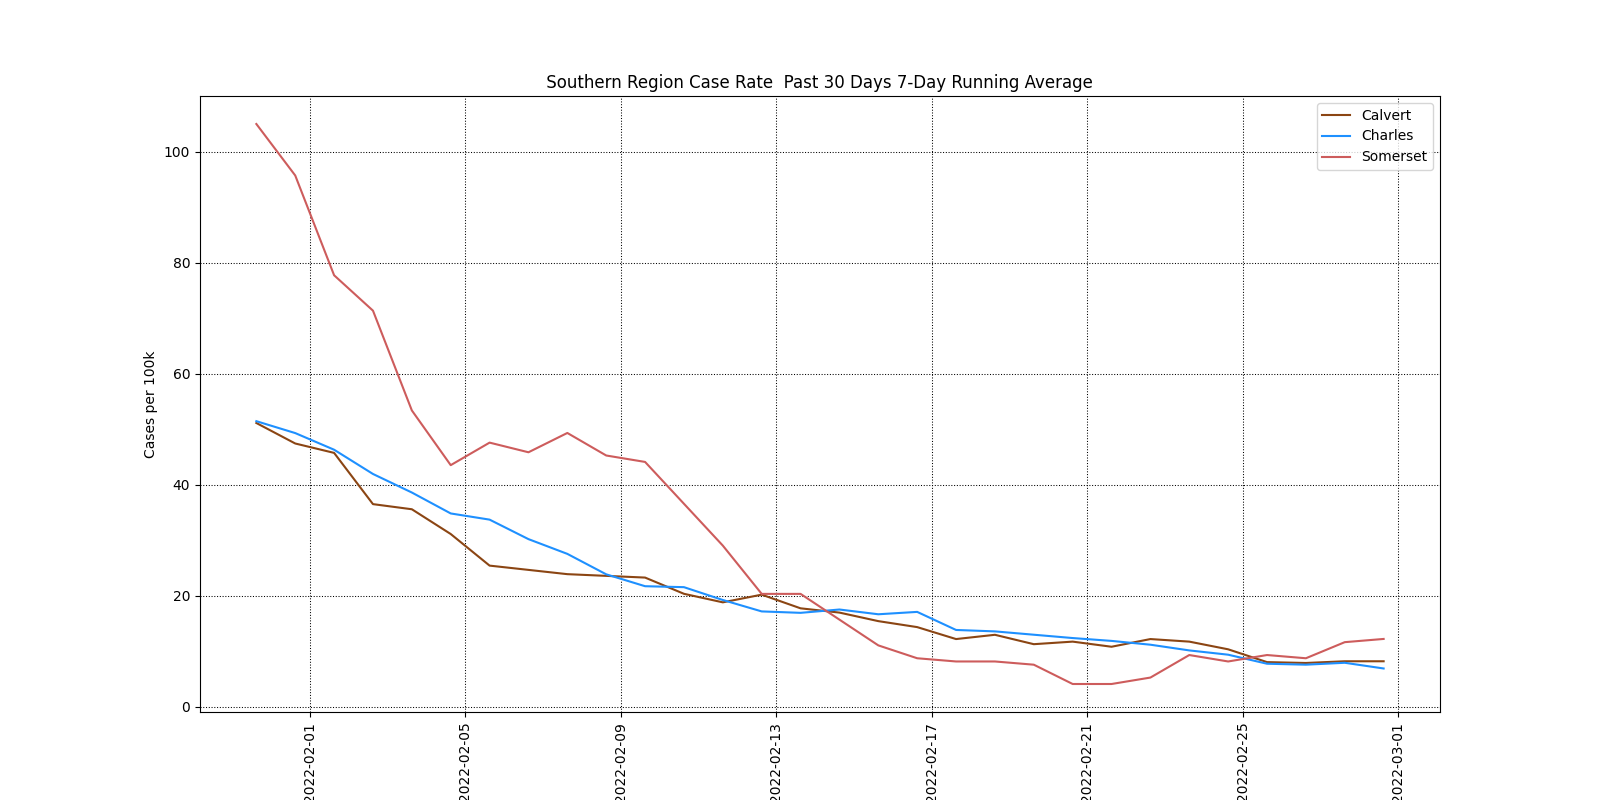 Southern Region Case Rate  Past 30 Days 7-Day Running Average
Calvert
Charles
Somerset
Cases per 100k
100
80
60
40
20
0
2022-02-01
2022-02-05
2022-02-09
2022-02-13
2022-02-17
2022-02-21
2022-02-25
2022-03-01